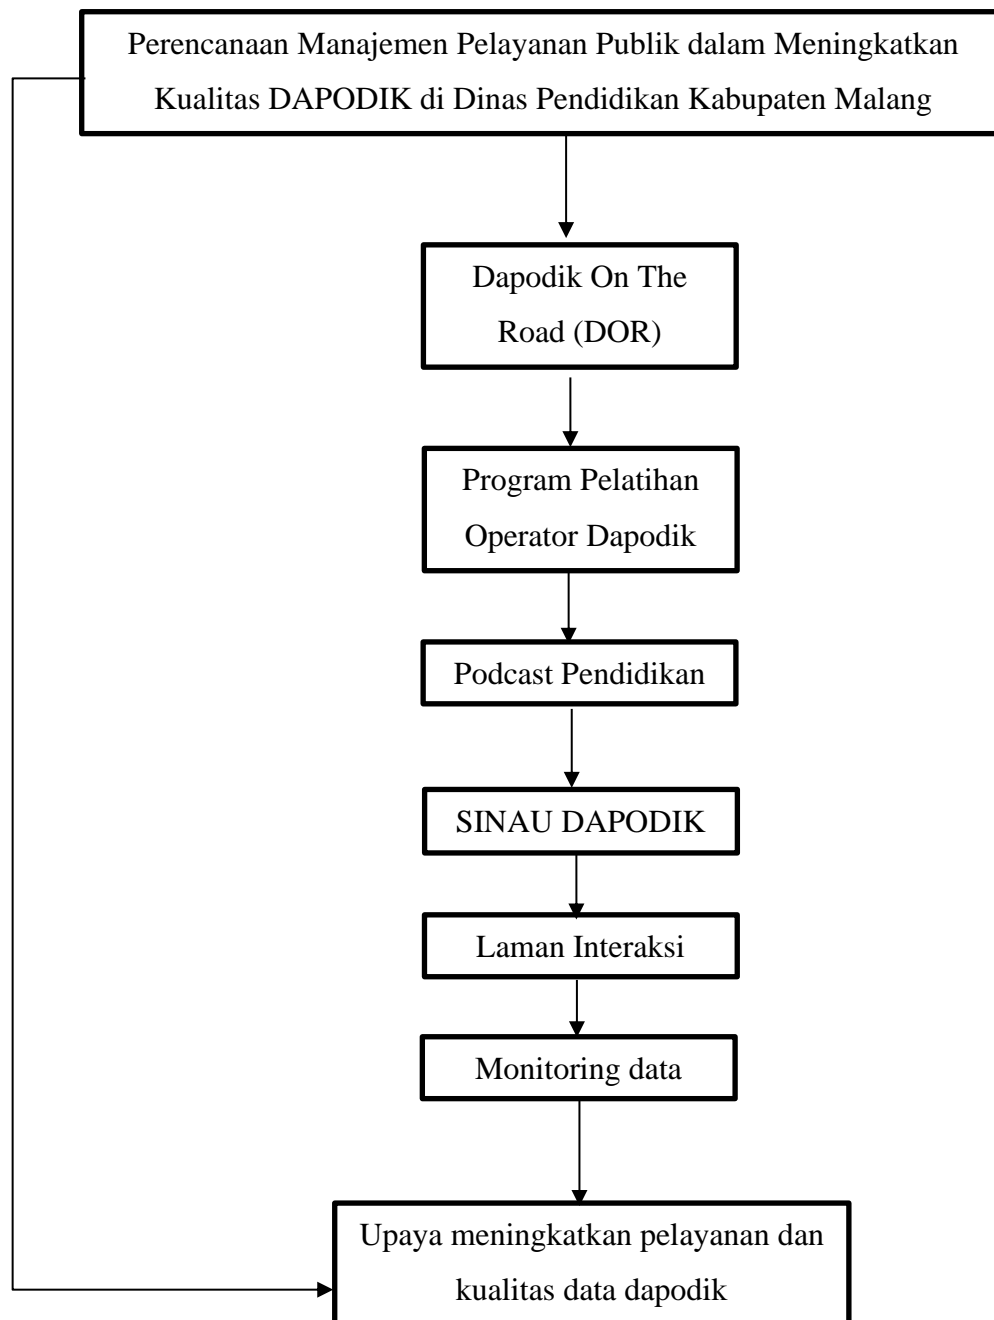 Perencanaan Manajemen Pelayanan Publik dalam Meningkatkan
Kualitas DAPODIK di Dinas Pendidikan Kabupaten Malang
Dapodik On The
Road (DOR)
Program Pelatihan
Operator Dapodik
Podcast Pendidikan
SINAU DAPODIK
Laman Interaksi
Monitoring data
Upaya meningkatkan pelayanan dan
kualitas data dapodik